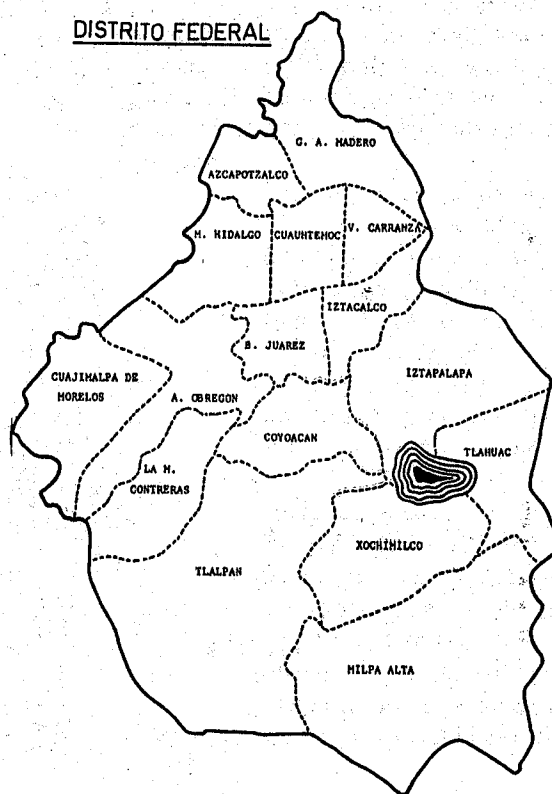 DISTRITO FEDERAL
G. A. MADERO
AZCAPOTZALCO
M. HIDALGO
CUAUHTEMOC
V. CARRANZA
IZTACALCO
B. JUAREZ
IZTAPALAPA
CUAJIMALPA DE
MORELOS
A. OBREGON
COYOACAN
TLAHUAC
LA M.
CONTRERAS
XOCHIMILCO
TLALPAN
MILPA ALTA